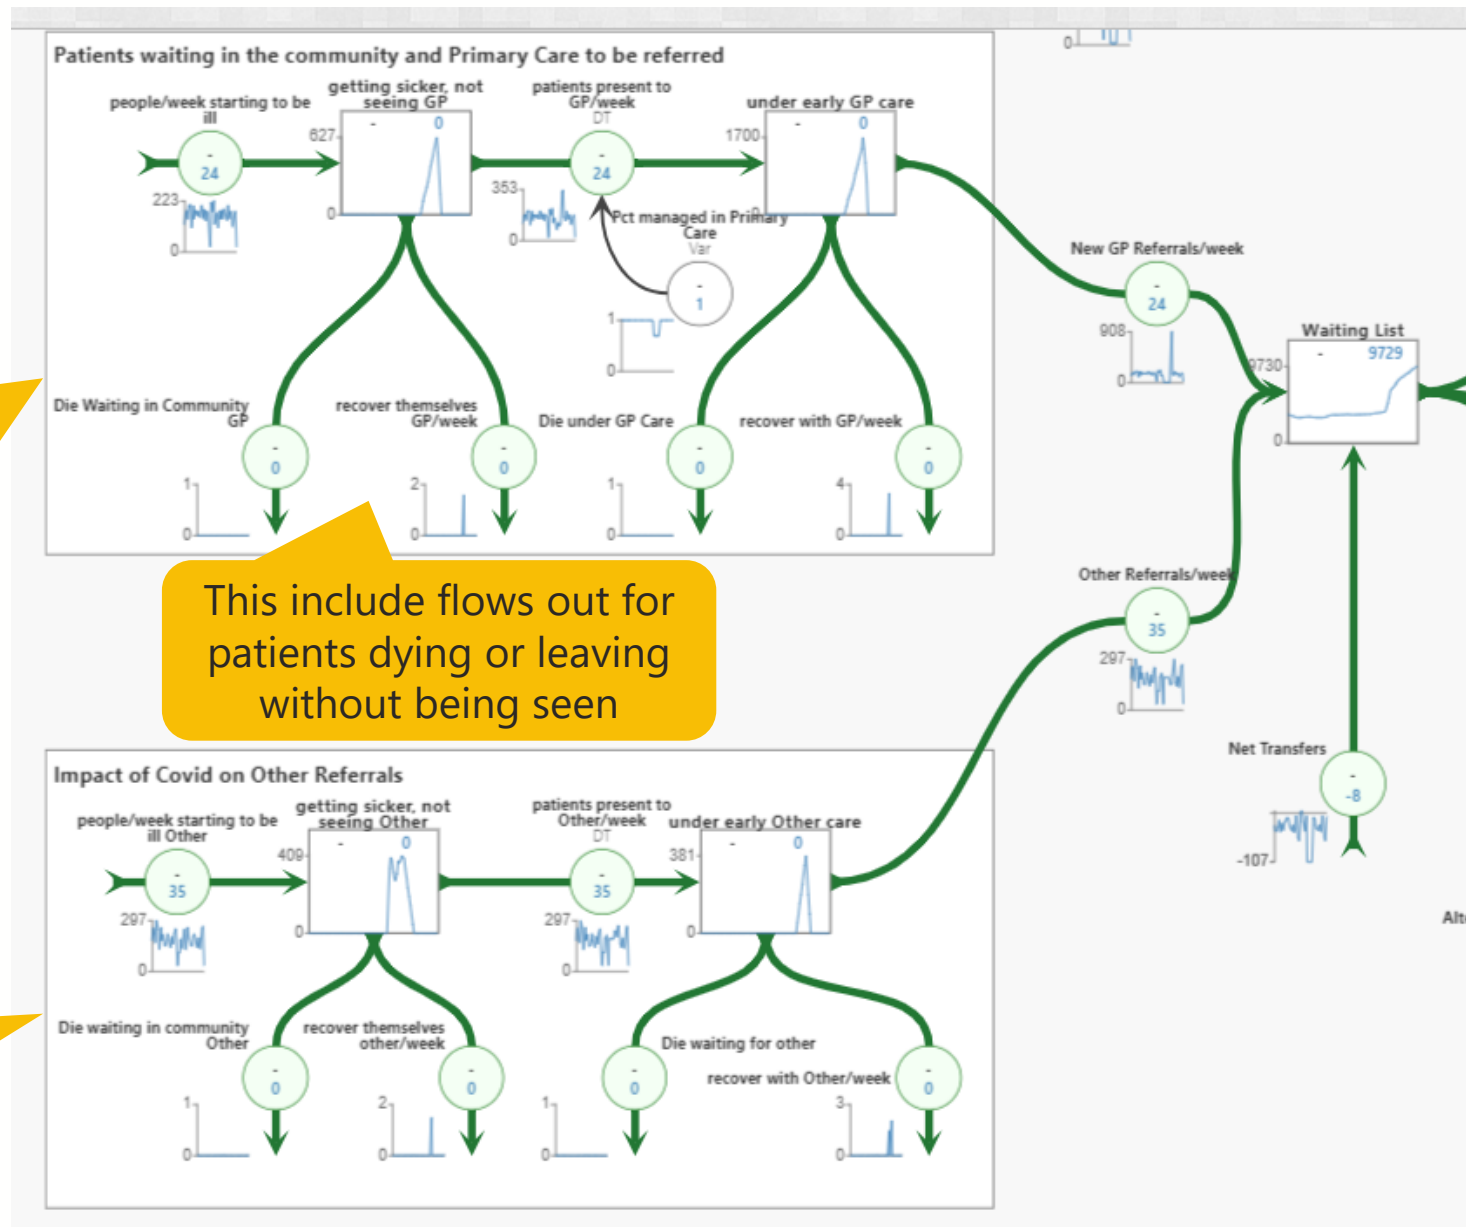 0
Patients waiting in the community and Primary Care to be referred
people/week starting to be
ill
-
24
223
0
getting sicker, not
seeing GP
- 0
627
0
patients present to
GP/week
DT
-
24
353
0
under early GP care
- 0
1700
0
Pct managed in Primary
Care
Var
-
1
1
0
New GP Referrals/week
-
24
908
0
Waiting List
- 9729
9730
0
Die Waiting in Community
GP
-
0
1
0
recover themselves
GP/week
-
0
2
0
Die under GP Care
-
0
1
0
recover with GP/week
-
0
4
0
This include flows out for
patients dying or leaving
without being seen
Other Referrals/week
-
35
297
0
Net Transfers
-
-8
-107
Impact of Covid on Other Referrals
people/week starting to be
ill Other
-
35
297
0
getting sicker, not
seeing Other
- 0
409
0
patients present to
Other/week
DT
-
35
297
0
under early Other care
- 0
381
0
Die waiting in community
Other
-
0
1
0
recover themselves
other/week
-
0
2
0
Die waiting for other
-
0
1
0
recover with Other/week
-
0
3
0